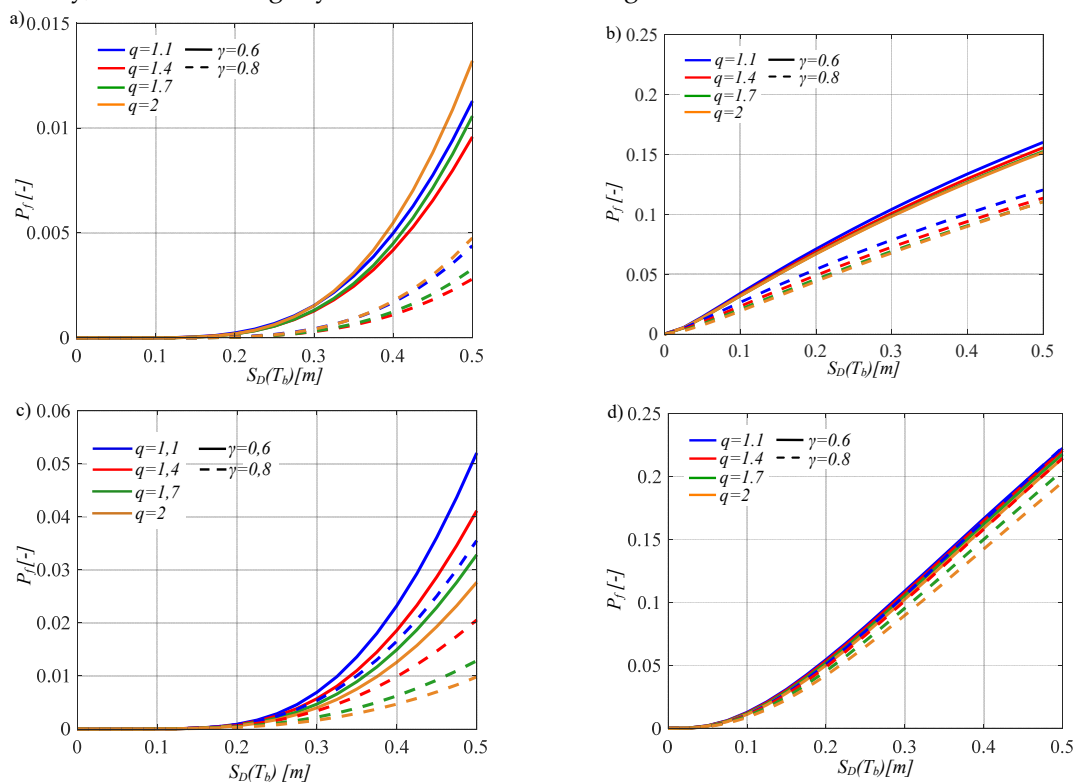 a)
0.015
0.01
0.005
0
P_f [-]
q=1.1 γ=0.6
q=1.4 γ=0.8
q=1.7
q=2
0 0.1 0.2 0.3 0.4 0.5
S_D(T_b)[m]
b)
0.25
0.2
0.15
0.1
0.05
0
P_f [-]
q=1.1 γ=0.6
q=1.4 γ=0.8
q=1.7
q=2
0 0.1 0.2 0.3 0.4 0.5
S_D(T_b)[m]
c)
0.06
0.05
0.04
0.03
0.02
0.01
0
P_f [-]
q=1,1 γ=0,6
q=1,4 γ=0,8
q=1,7
q=2
0 0.1 0.2 0.3 0.4 0.5
S_D(T_b) [m]
d)
0.25
0.2
0.15
0.1
0.05
0
P_f [-]
q=1.1 γ=0.6
q=1.4 γ=0.8
q=1.7
q=2
0 0.1 0.2 0.3 0.4 0.5
S_D(T_b) [m]